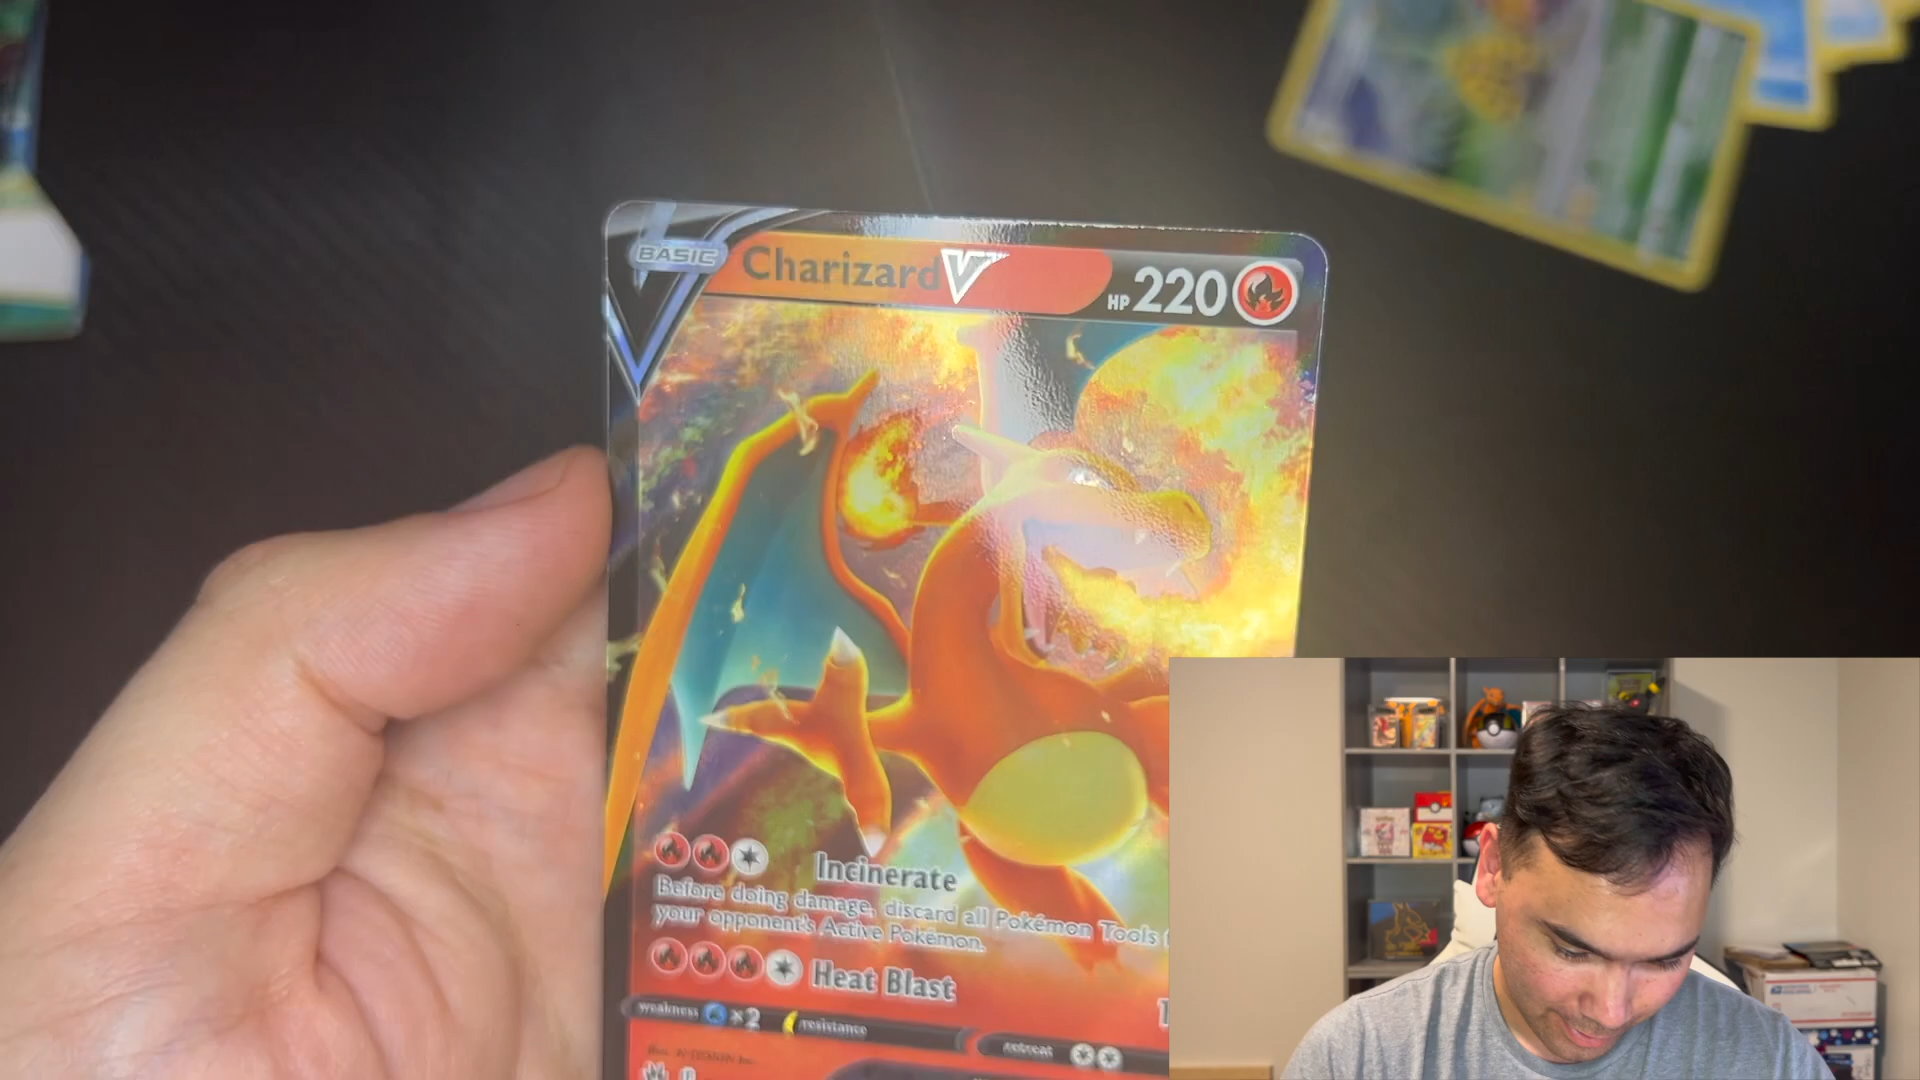 BASIC
Charizard V
HP 220
Incinerate
Before doing damage, discard all Pokémon Tools
your opponent's Active Pokémon.
Heat Blast
weakness ×2 resistance
retreat